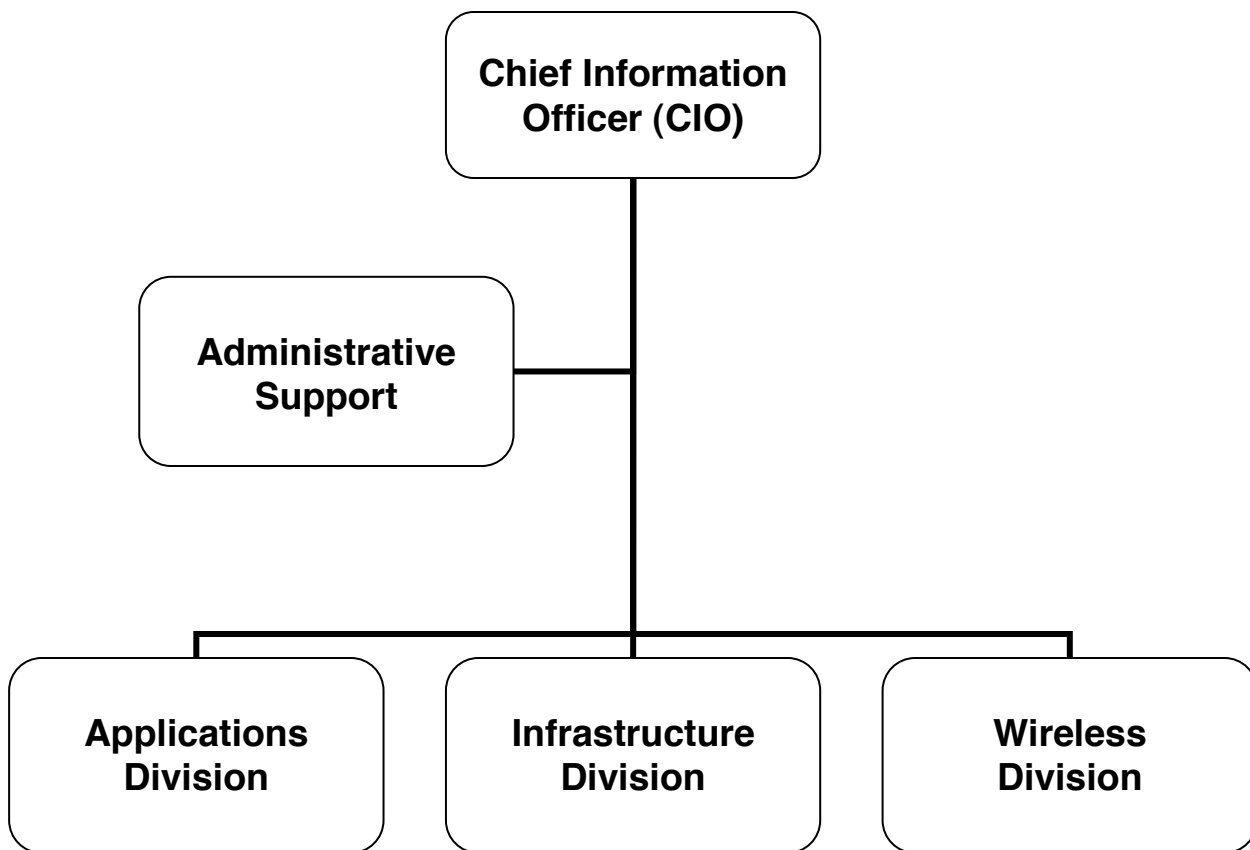 Chief Information
Officer (CIO)
Administrative
Support
Applications
Division
Infrastructure
Division
Wireless
Division